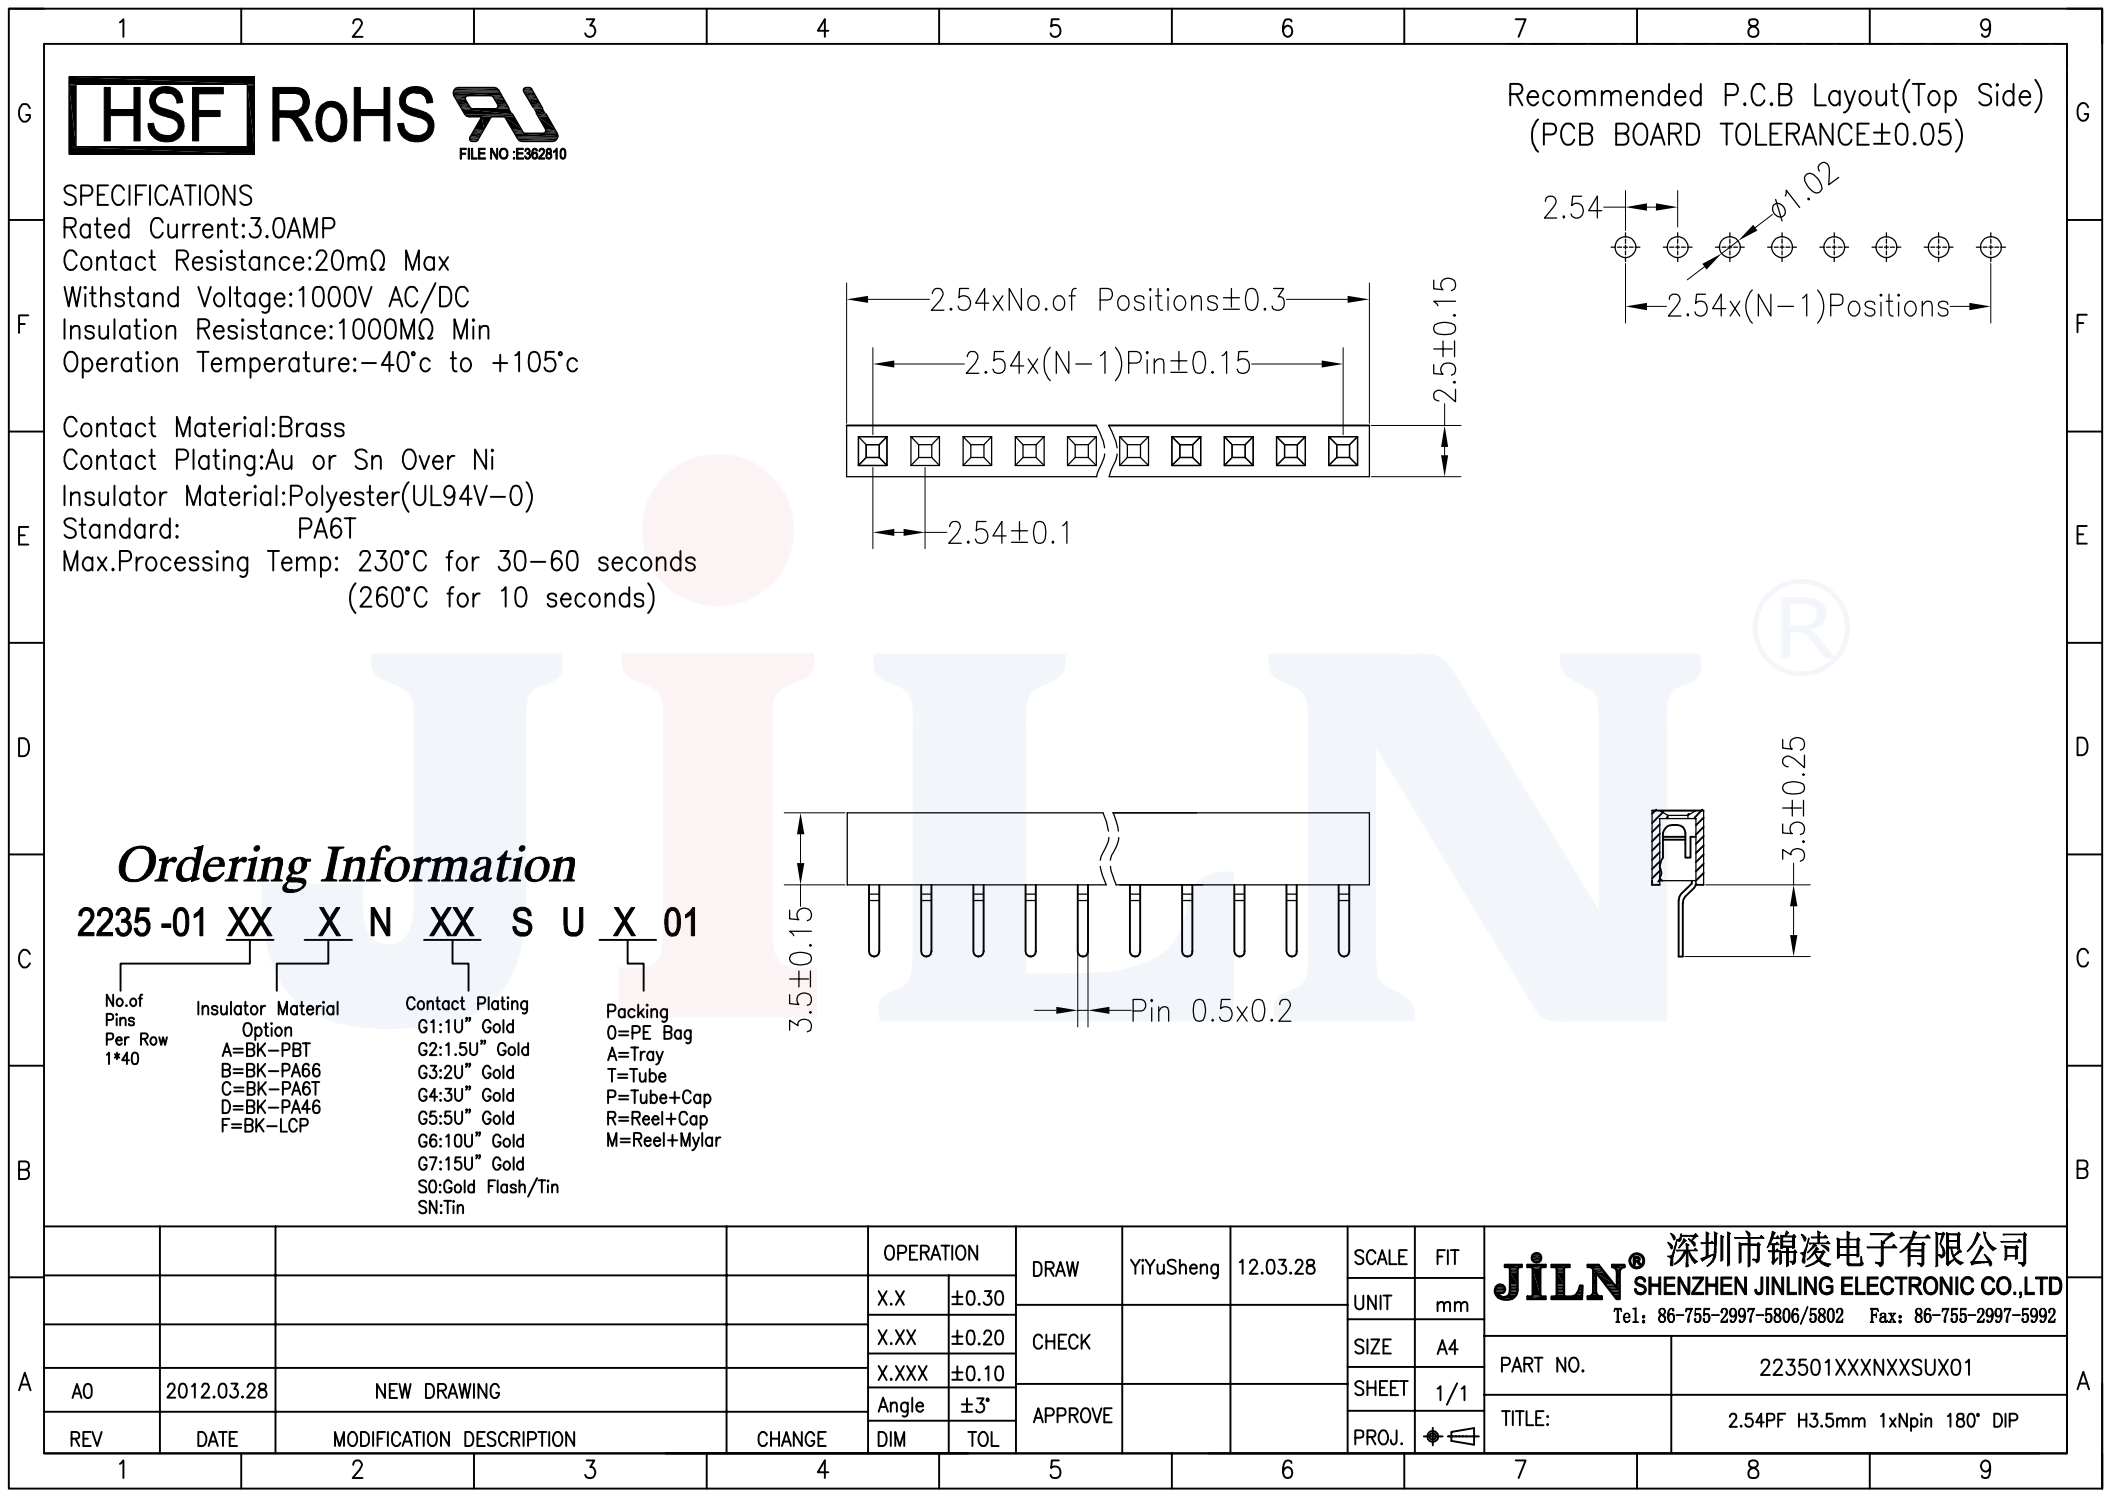 1 2 3 4 5 6 7 8 9
G G
F F
E E
D D
C C
B B
A A
HSF RoHS
FILE NO :E362810
SPECIFICATIONS
Rated Current:3.0AMP
Contact Resistance:20mΩ Max
Withstand Voltage:1000V AC/DC
Insulation Resistance:1000MΩ Min
Operation Temperature:-40°c to +105°c
Contact Material:Brass
Contact Plating:Au or Sn Over Ni
Insulator Material:Polyester(UL94V-0)
Standard: PA6T
Max.Processing Temp: 230°C for 30-60 seconds
(260°C for 10 seconds)
Recommended P.C.B Layout(Top Side)
(PCB BOARD TOLERANCE±0.05)
2.54
ø1.02
2.54x(N-1)Positions
2.54xNo.of Positions±0.3
2.54x(N-1)Pin±0.15
2.5±0.15
2.54±0.1
JiLN®
3.5±0.15
Pin 0.5x0.2
3.5±0.25
Ordering Information
2235 -01 XX X N XX S U X 01
No.of
Pins
Per Row
1*40
Insulator Material
Option
A=BK-PBT
B=BK-PA66
C=BK-PA6T
D=BK-PA46
F=BK-LCP
Contact Plating
G1:1U" Gold
G2:1.5U" Gold
G3:2U" Gold
G4:3U" Gold
G5:5U" Gold
G6:10U" Gold
G7:15U" Gold
S0:Gold Flash/Tin
SN:Tin
Packing
0=PE Bag
A=Tray
T=Tube
P=Tube+Cap
R=Reel+Cap
M=Reel+Mylar
A0 2012.03.28 NEW DRAWING
REV DATE MODIFICATION DESCRIPTION CHANGE
OPERATION
X.X ±0.30
X.XX ±0.20
X.XXX ±0.10
Angle ±3°
DIM TOL
DRAW YiYuSheng 12.03.28
CHECK
APPROVE
SCALE FIT
UNIT mm
SIZE A4
SHEET 1/1
PROJ.
JiLN® 深圳市锦凌电子有限公司
SHENZHEN JINLING ELECTRONIC CO.,LTD
Tel: 86-755-2997-5806/5802 Fax: 86-755-2997-5992
PART NO. 223501XXXNXXSUX01
TITLE: 2.54PF H3.5mm 1xNpin 180° DIP
1 2 3 4 5 6 7 8 9